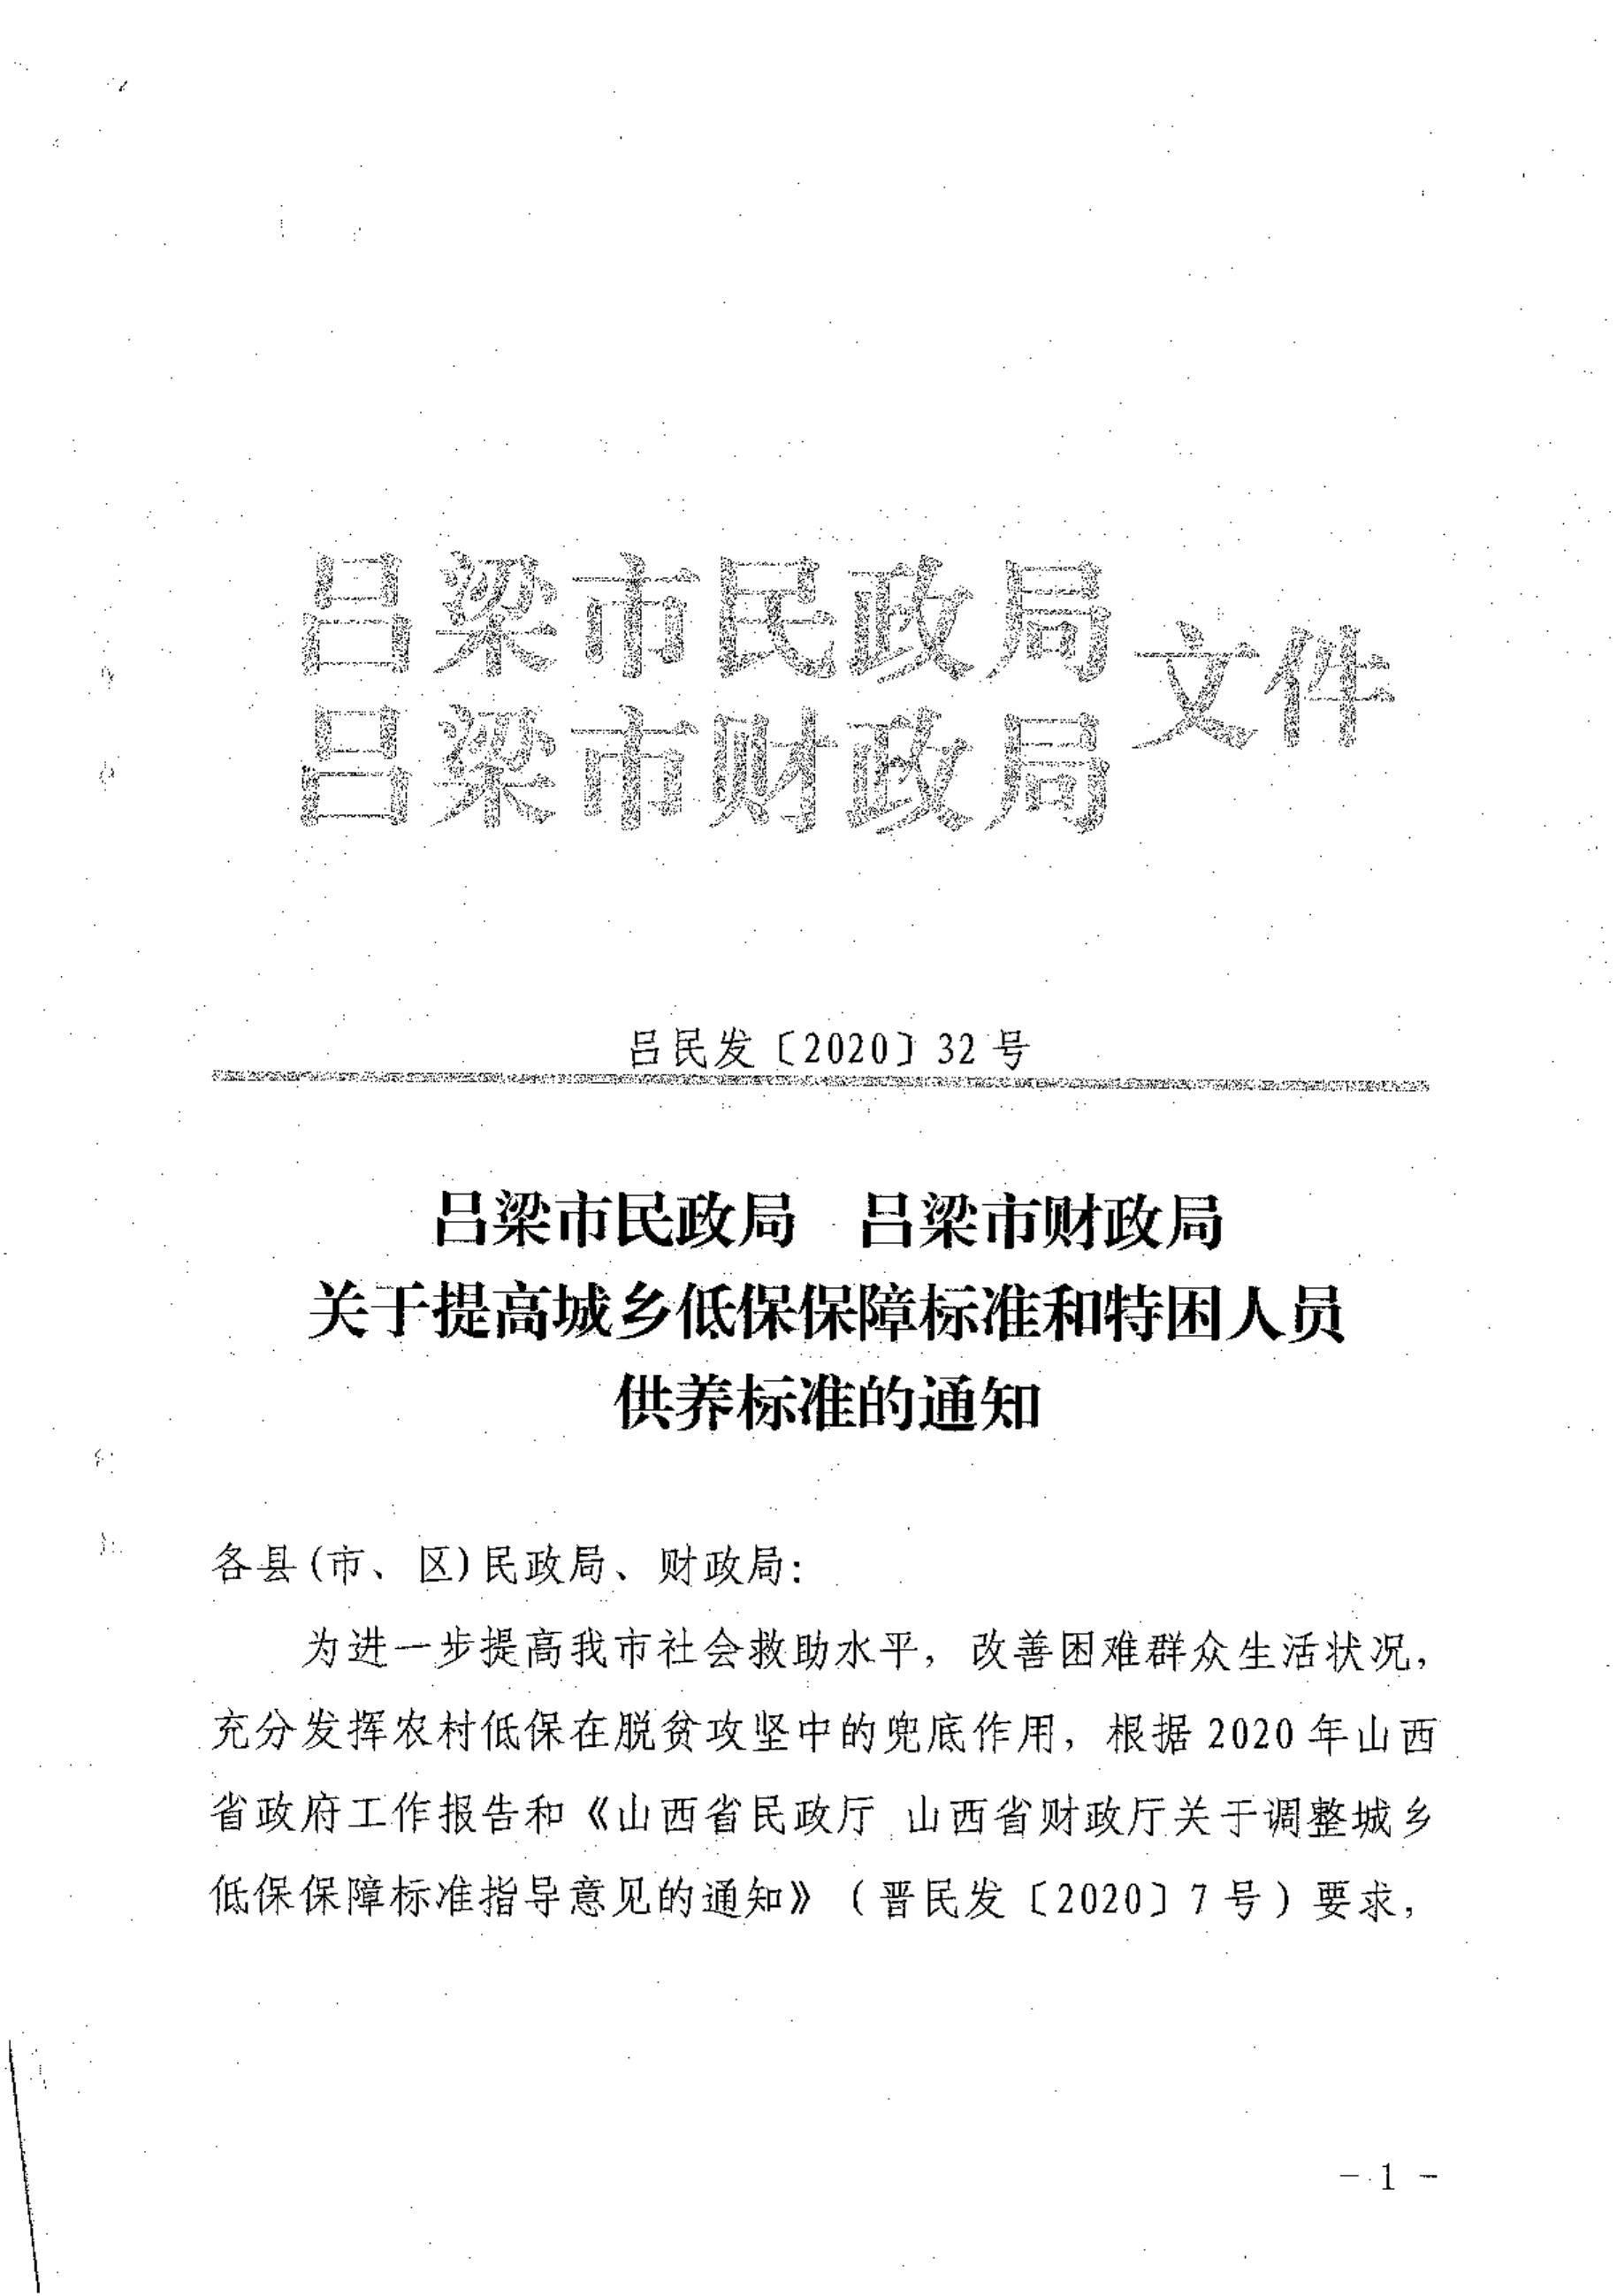 吕梁市民政局
吕梁市财政局
文件
吕民发〔2020〕32号
吕梁市民政局 吕梁市财政局
关于提高城乡低保保障标准和特困人员
供养标准的通知
各县(市、区)民政局、财政局：
为进一步提高我市社会救助水平，改善困难群众生活状况，
充分发挥农村低保在脱贫攻坚中的兜底作用，根据2020年山西
省政府工作报告和《山西省民政厅 山西省财政厅关于调整城乡
低保保障标准指导意见的通知》（晋民发〔2020〕7号）要求，
- 1 -